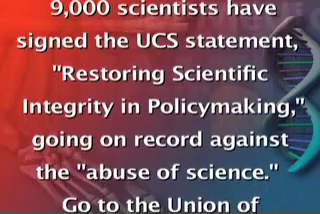 9,000 scientists have
signed the UCS statement,
"Restoring Scientific
Integrity in Policymaking,"
going on record against
the "abuse of science."
Go to the Union of